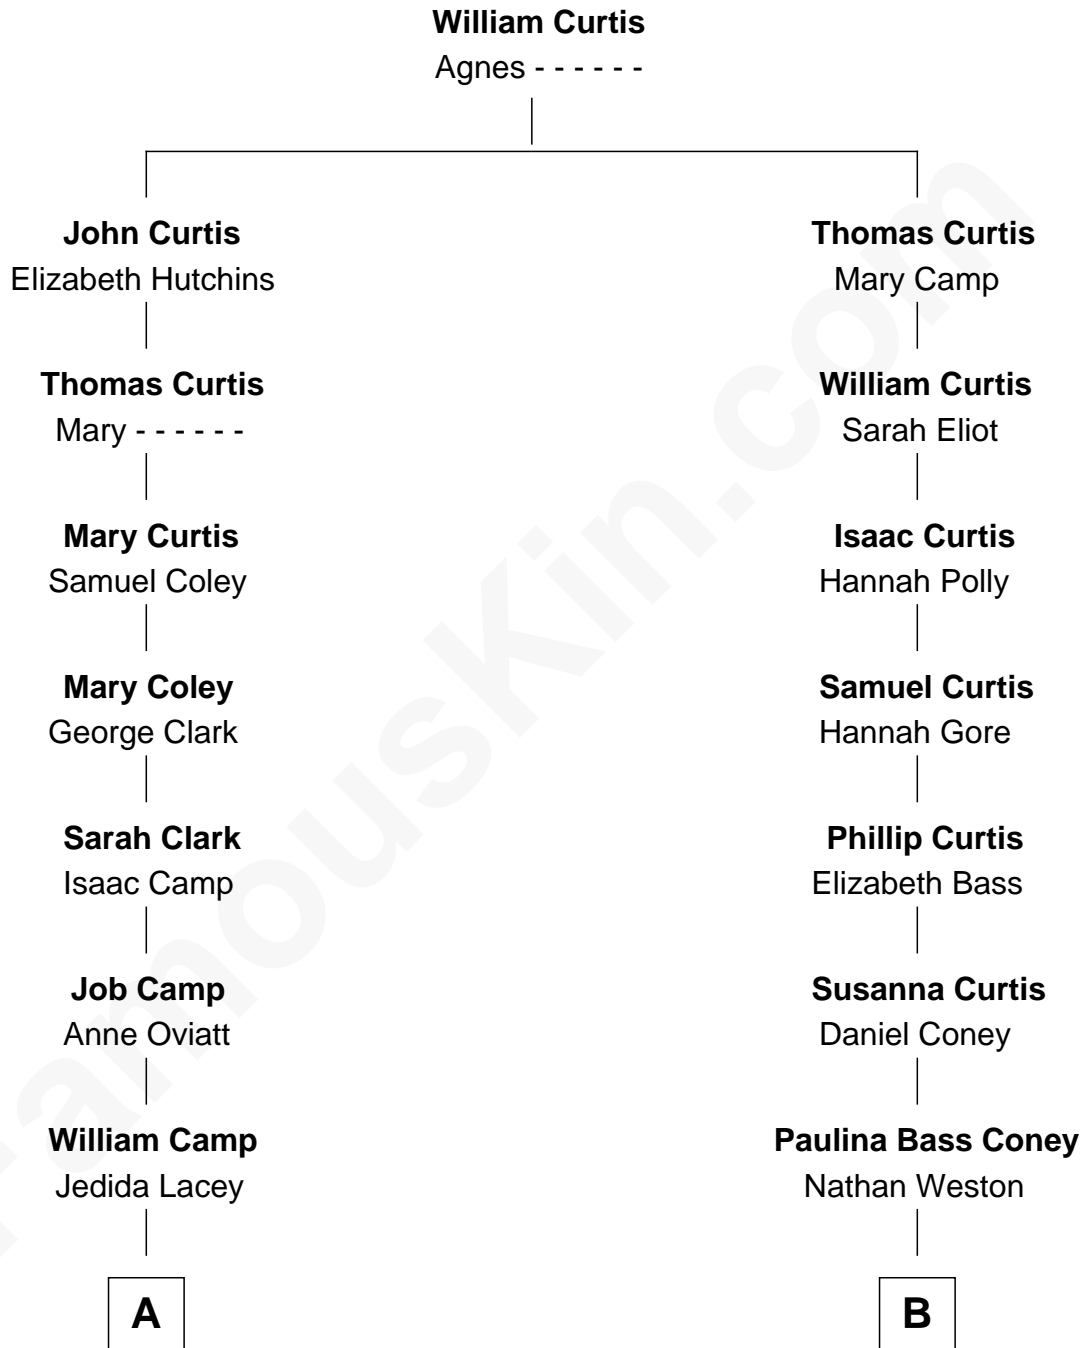 William Curtis
Agnes - - - - - -
John Curtis
Elizabeth Hutchins
Thomas Curtis
Mary - - - - - -
Mary Curtis
Samuel Coley
Mary Coley
George Clark
Sarah Clark
Isaac Camp
Job Camp
Anne Oviatt
William Camp
Jedida Lacey
A
Thomas Curtis
Mary Camp
William Curtis
Sarah Eliot
Isaac Curtis
Hannah Polly
Samuel Curtis
Hannah Gore
Phillip Curtis
Elizabeth Bass
Susanna Curtis
Daniel Coney
Paulina Bass Coney
Nathan Weston
B
FamousKin.com